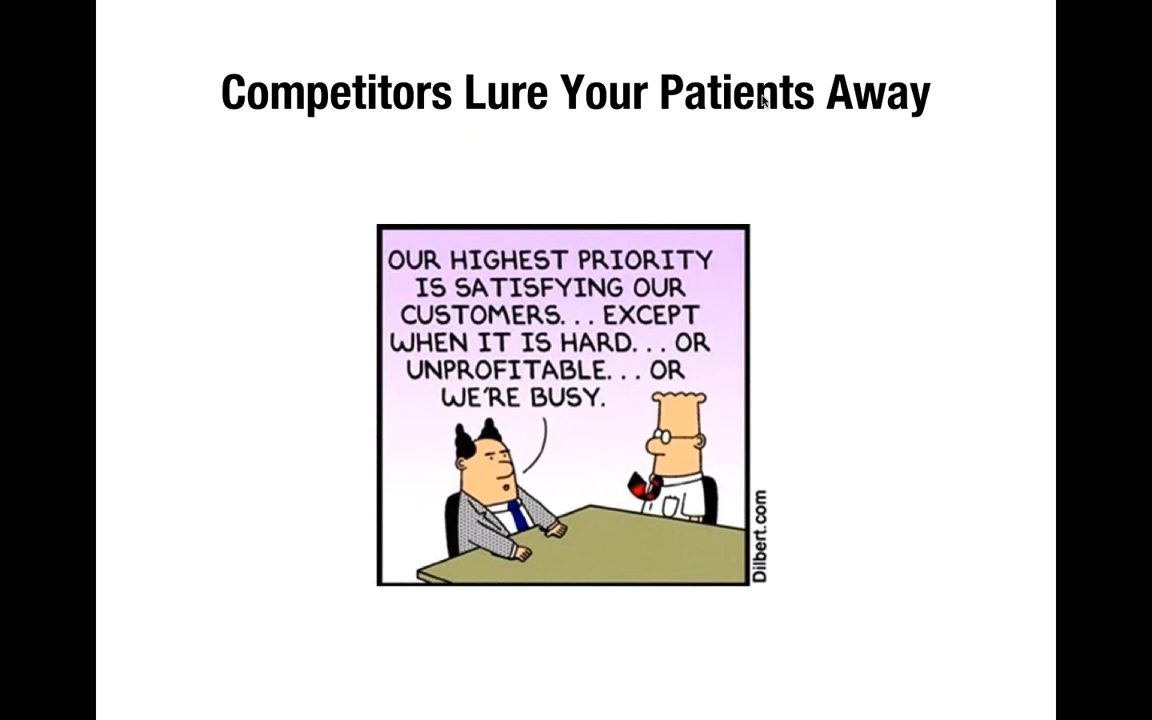 Competitors Lure Your Patients Away
OUR HIGHEST PRIORITY
IS SATISFYING OUR
CUSTOMERS... EXCEPT
WHEN IT IS HARD... OR
UNPROFITABLE... OR
WE'RE BUSY.
Dilbert.com